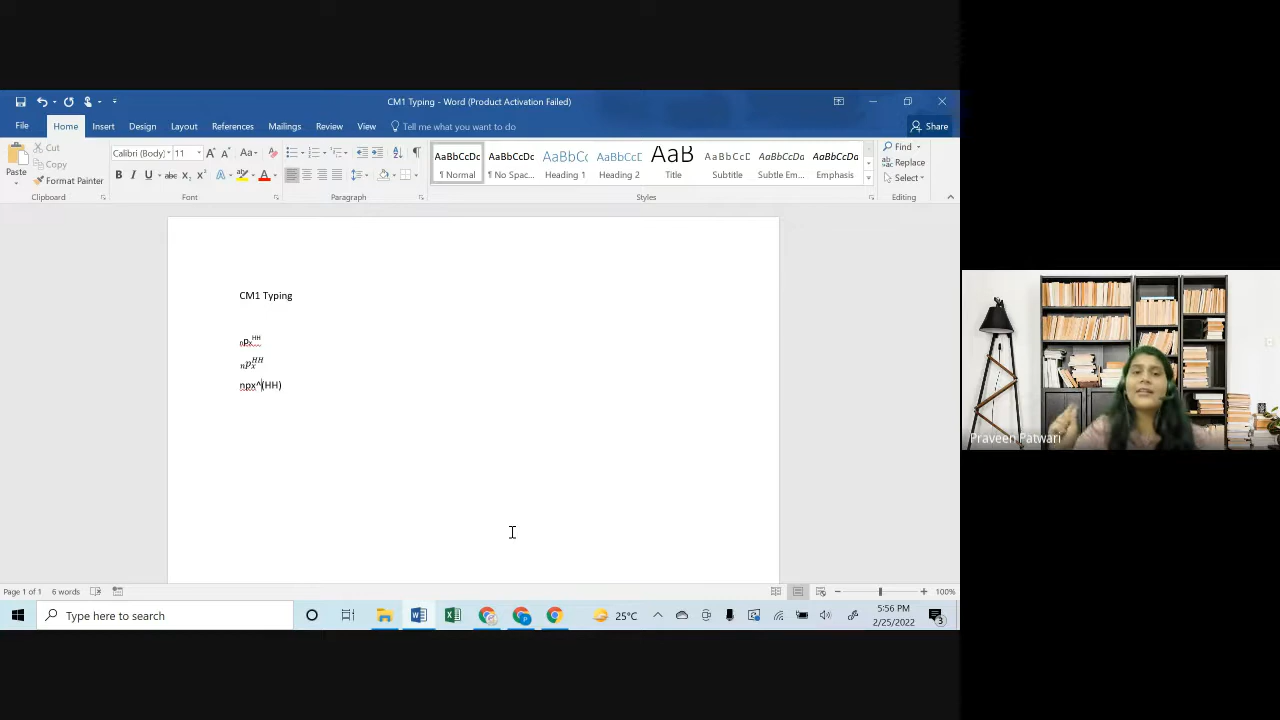 CM1 Typing - Word (Product Activation Failed)
File Home Insert Design Layout References Mailings Review View Tell me what you want to do Share
Paste Cut Copy Format Painter
Calibri (Body) 11
AaBbCcDc AaBbCcDc AaBbCc AaBbCcE AaB AaBbCcD AaBbCcDa AaBbCcDa
¶ Normal ¶ No Spac... Heading 1 Heading 2 Title Subtitle Subtle Em... Emphasis
Find Replace Select
Clipboard Font Paragraph Styles Editing
CM1 Typing
npxHH
npxHH
npx^(HH)
Praveen Patwari
Page 1 of 1 6 words 100%
Type here to search 25°C 5:56 PM
2/25/2022 3